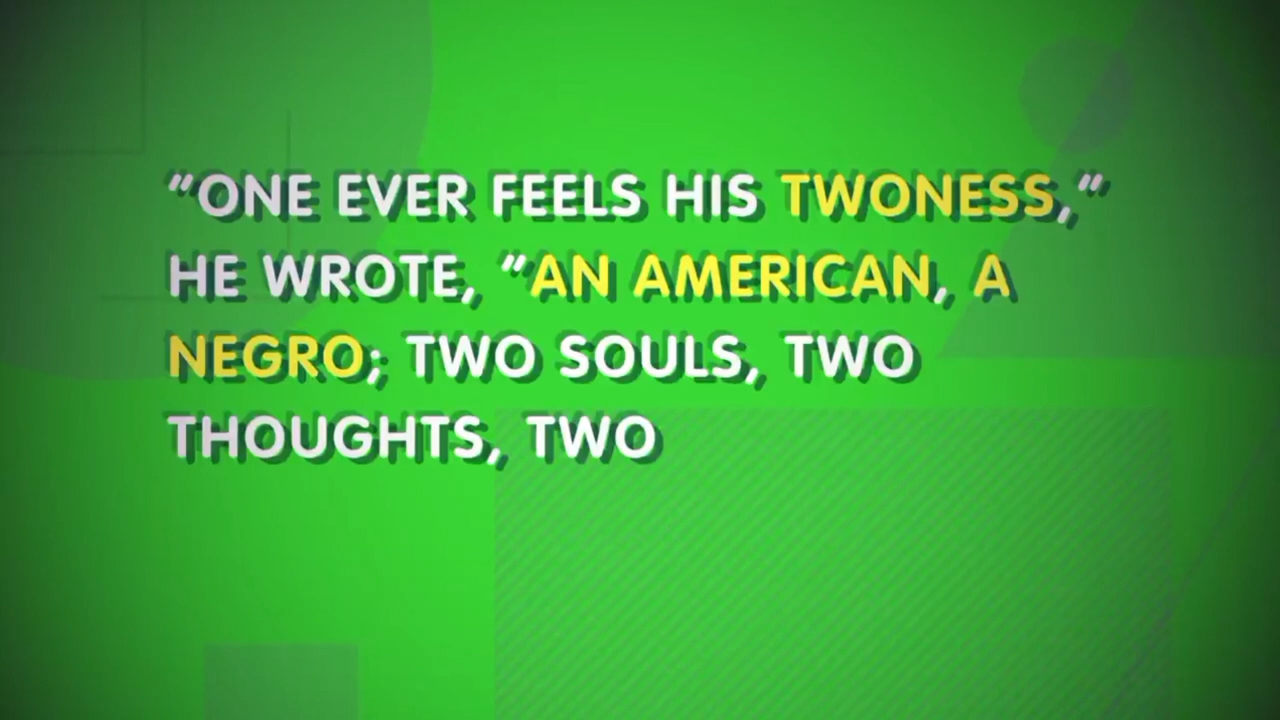 "ONE EVER FEELS HIS TWONESS,"
HE WROTE, "AN AMERICAN, A
NEGRO; TWO SOULS, TWO
THOUGHTS, TWO